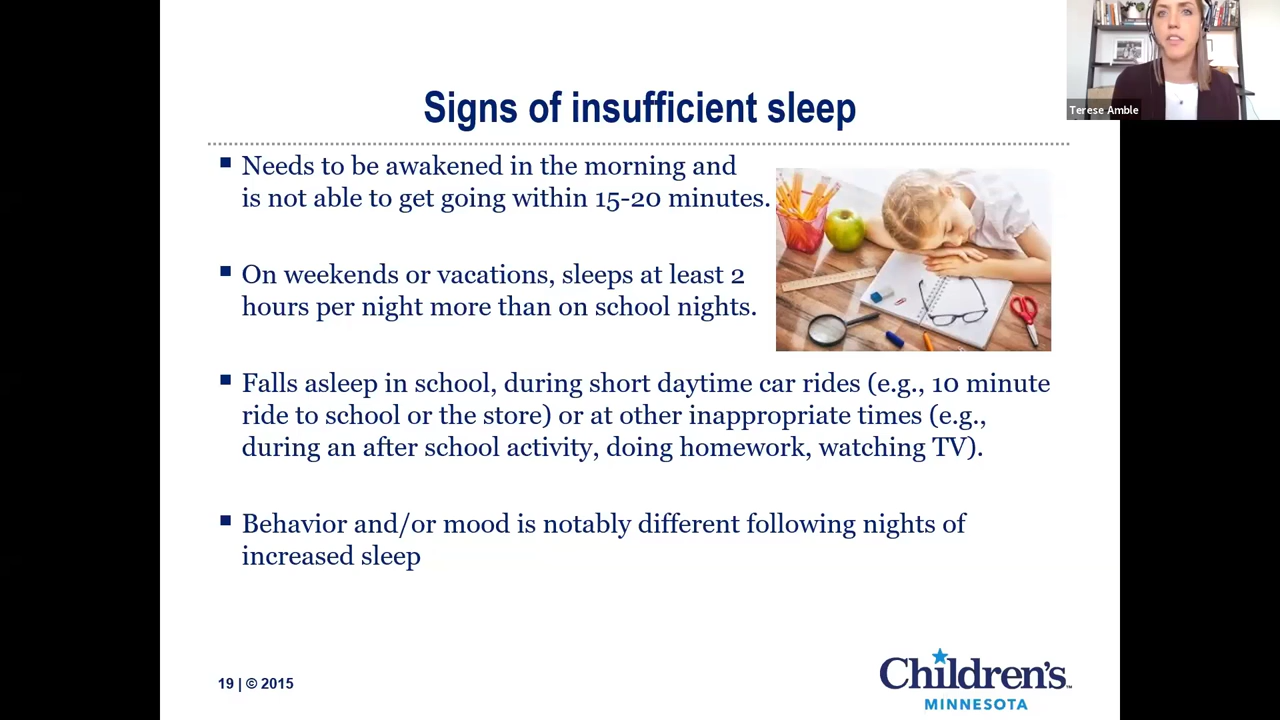 Terese Amble
Signs of insufficient sleep
▪ Needs to be awakened in the morning and
is not able to get going within 15-20 minutes.
▪ On weekends or vacations, sleeps at least 2
hours per night more than on school nights.
▪ Falls asleep in school, during short daytime car rides (e.g., 10 minute
ride to school or the store) or at other inappropriate times (e.g.,
during an after school activity, doing homework, watching TV).
▪ Behavior and/or mood is notably different following nights of
increased sleep
19 | © 2015
Children's™
MINNESOTA